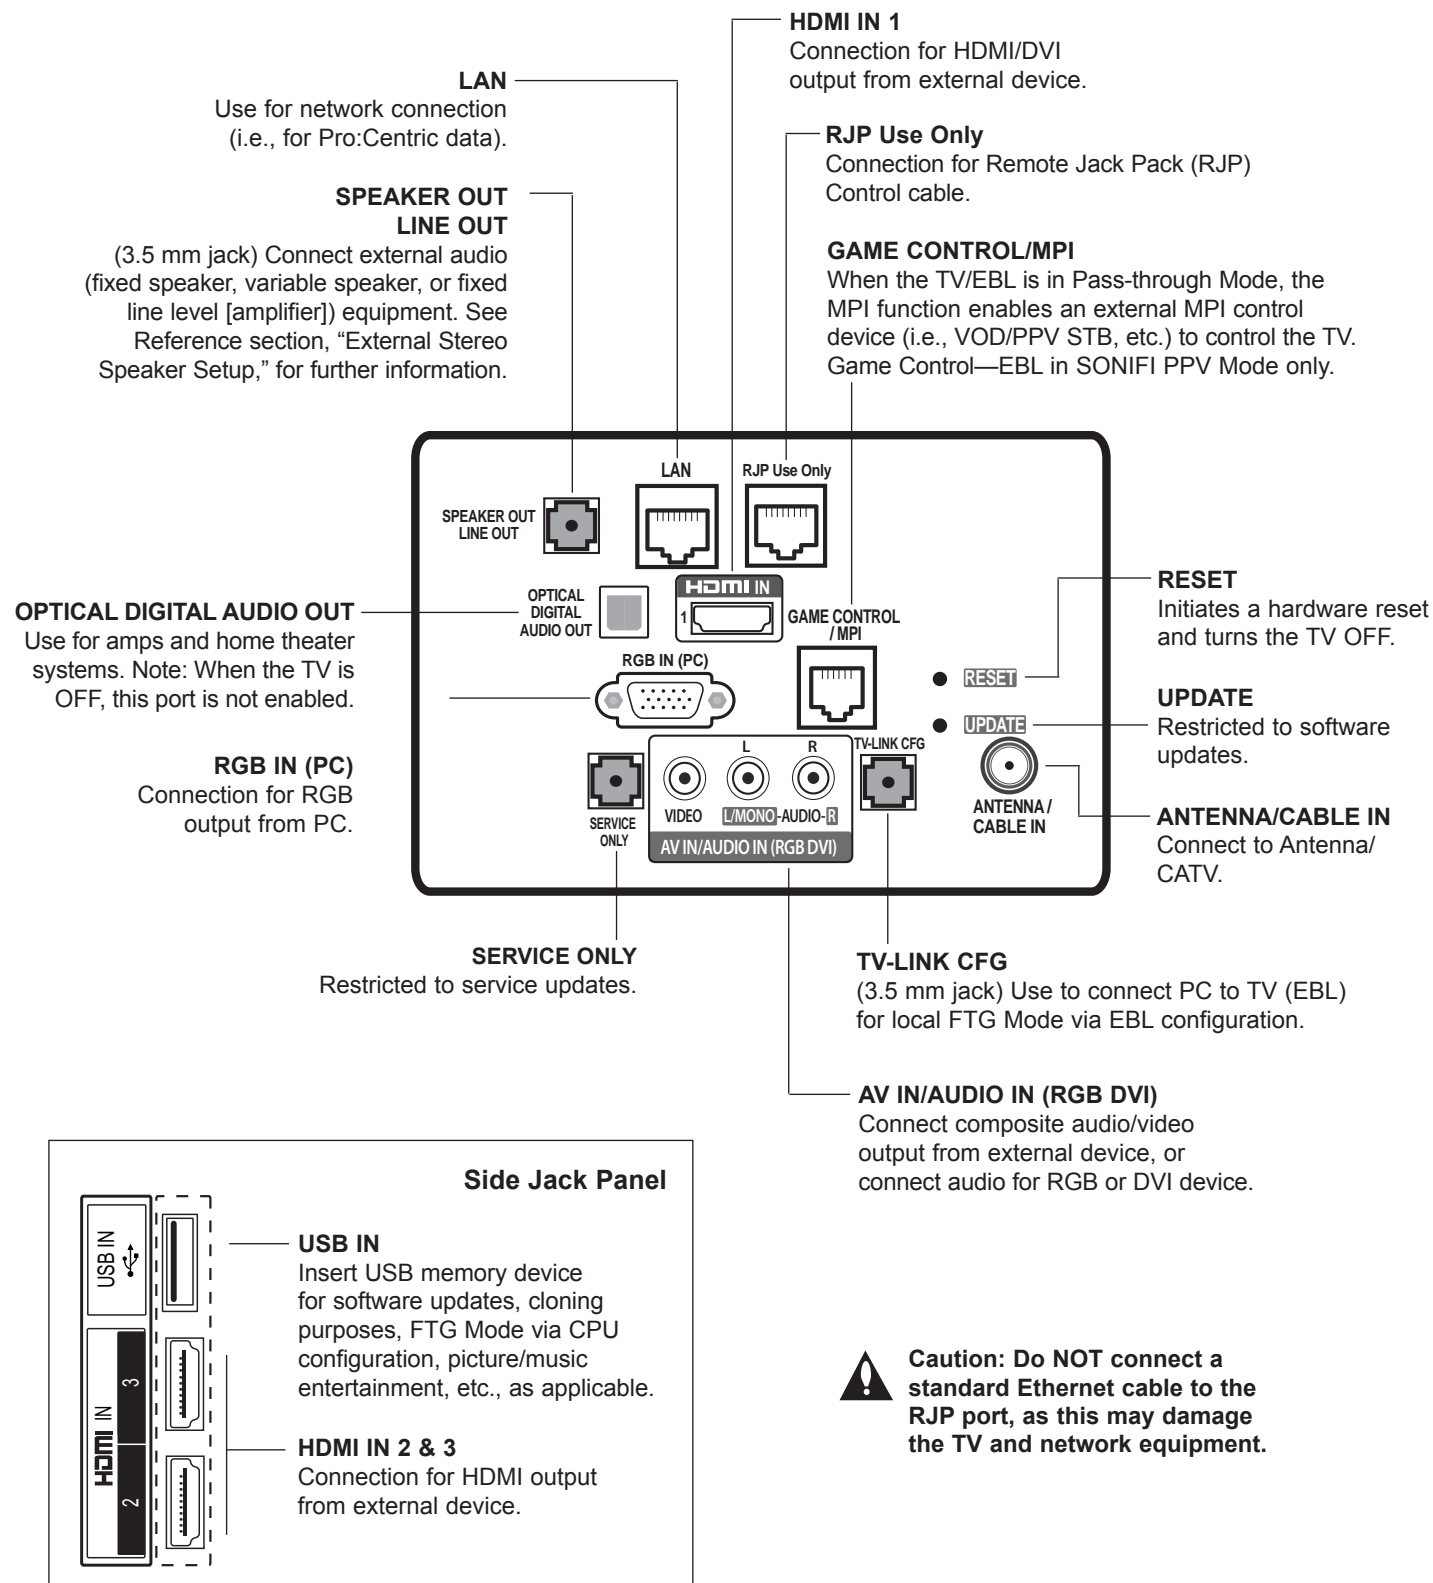 HDMI IN 1
Connection for HDMI/DVI
output from external device.
LAN
Use for network connection
(i.e., for Pro:Centric data).
RJP Use Only
Connection for Remote Jack Pack (RJP)
Control cable.
SPEAKER OUT
LINE OUT
(3.5 mm jack) Connect external audio
(fixed speaker, variable speaker, or fixed
line level [amplifier]) equipment. See
Reference section, “External Stereo
Speaker Setup,” for further information.
GAME CONTROL/MPI
When the TV/EBL is in Pass-through Mode, the
MPI function enables an external MPI control
device (i.e., VOD/PPV STB, etc.) to control the TV.
Game Control—EBL in SONIFI PPV Mode only.
LAN
RJP Use Only
SPEAKER OUT
LINE OUT
HDMI IN
1
OPTICAL
DIGITAL
AUDIO OUT
GAME CONTROL
/ MPI
RGB IN (PC)
RESET
UPDATE
L
R
TV-LINK CFG
VIDEO
L/MONO-AUDIO-R
SERVICE
ONLY
AV IN/AUDIO IN (RGB DVI)
ANTENNA /
CABLE IN
OPTICAL DIGITAL AUDIO OUT
Use for amps and home theater
systems. Note: When the TV is
OFF, this port is not enabled.
RGB IN (PC)
Connection for RGB
output from PC.
RESET
Initiates a hardware reset
and turns the TV OFF.
UPDATE
Restricted to software
updates.
ANTENNA/CABLE IN
Connect to Antenna/
CATV.
SERVICE ONLY
Restricted to service updates.
TV-LINK CFG
(3.5 mm jack) Use to connect PC to TV (EBL)
for local FTG Mode via EBL configuration.
AV IN/AUDIO IN (RGB DVI)
Connect composite audio/video
output from external device, or
connect audio for RGB or DVI device.
Side Jack Panel
USB IN
HDMI IN
3
2
USB IN
Insert USB memory device
for software updates, cloning
purposes, FTG Mode via CPU
configuration, picture/music
entertainment, etc., as applicable.
HDMI IN 2 & 3
Connection for HDMI output
from external device.
Caution: Do NOT connect a
standard Ethernet cable to the
RJP port, as this may damage
the TV and network equipment.